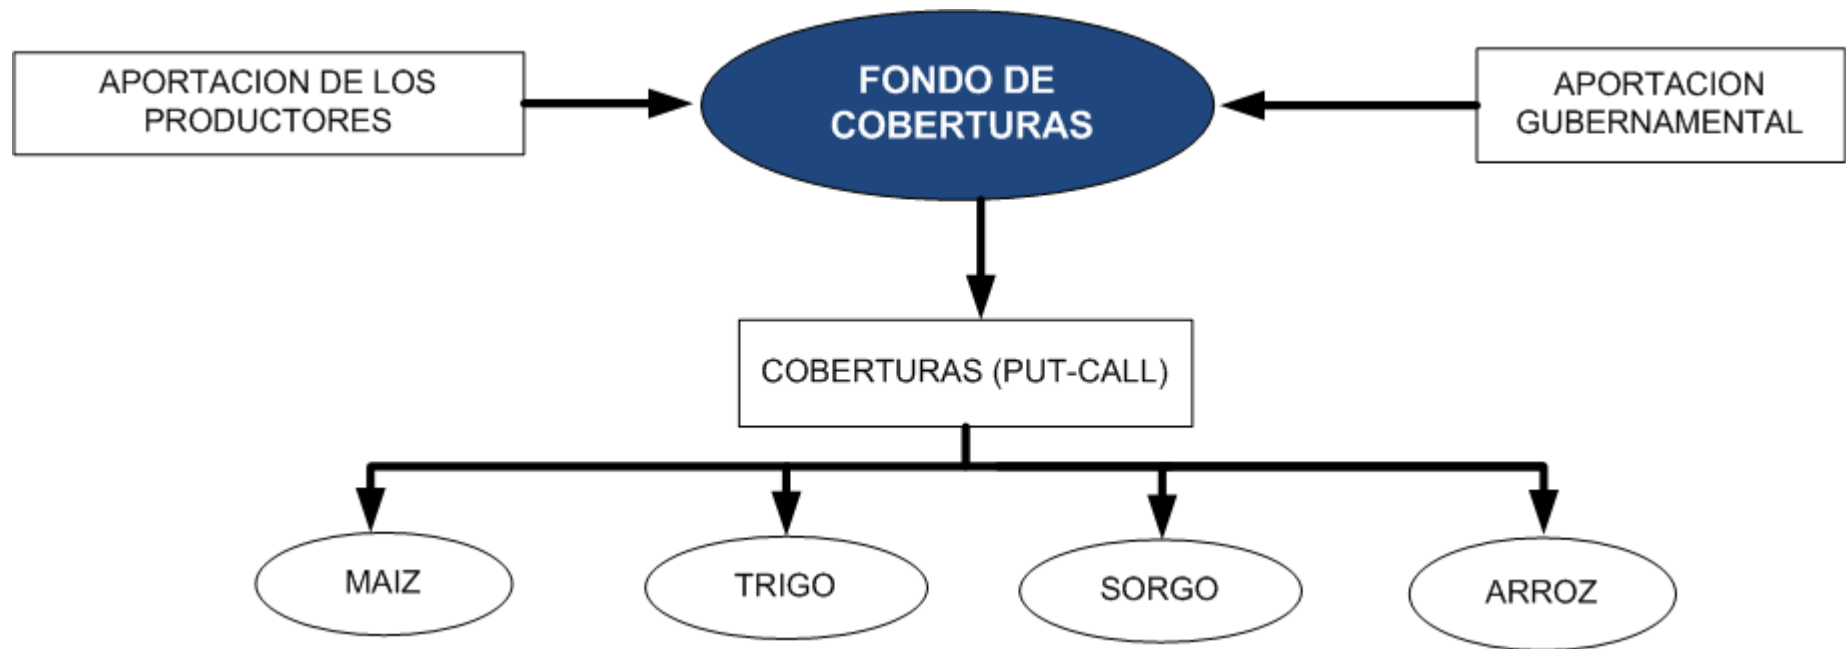 APORTACION DE LOS
PRODUCTORES
FONDO DE
COBERTURAS
APORTACION
GUBERNAMENTAL
COBERTURAS (PUT-CALL)
MAIZ
TRIGO
SORGO
ARROZ